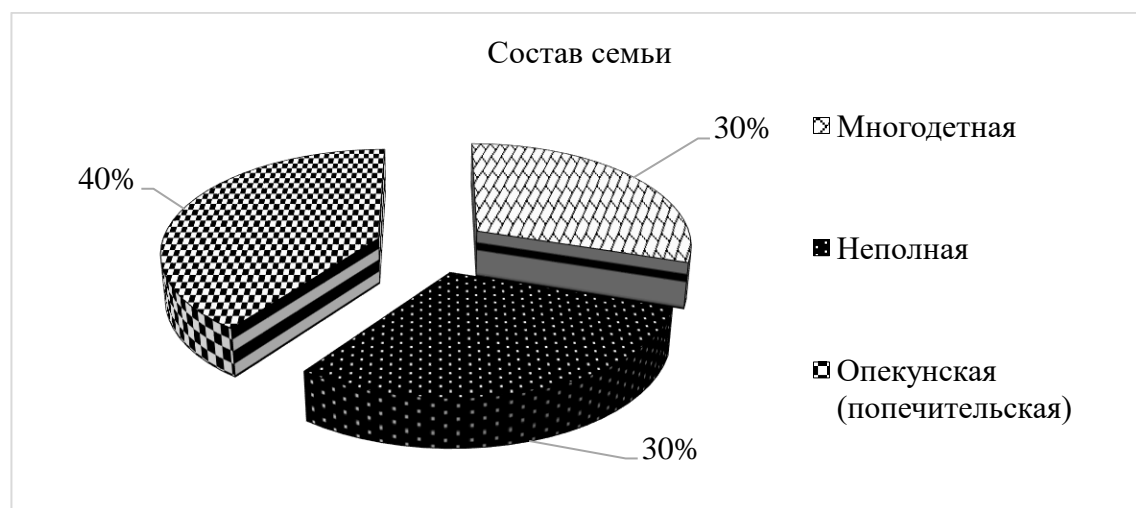 Состав семьи
30%
40%
30%
Многодетная
Неполная
Опекунская
(попечительская)